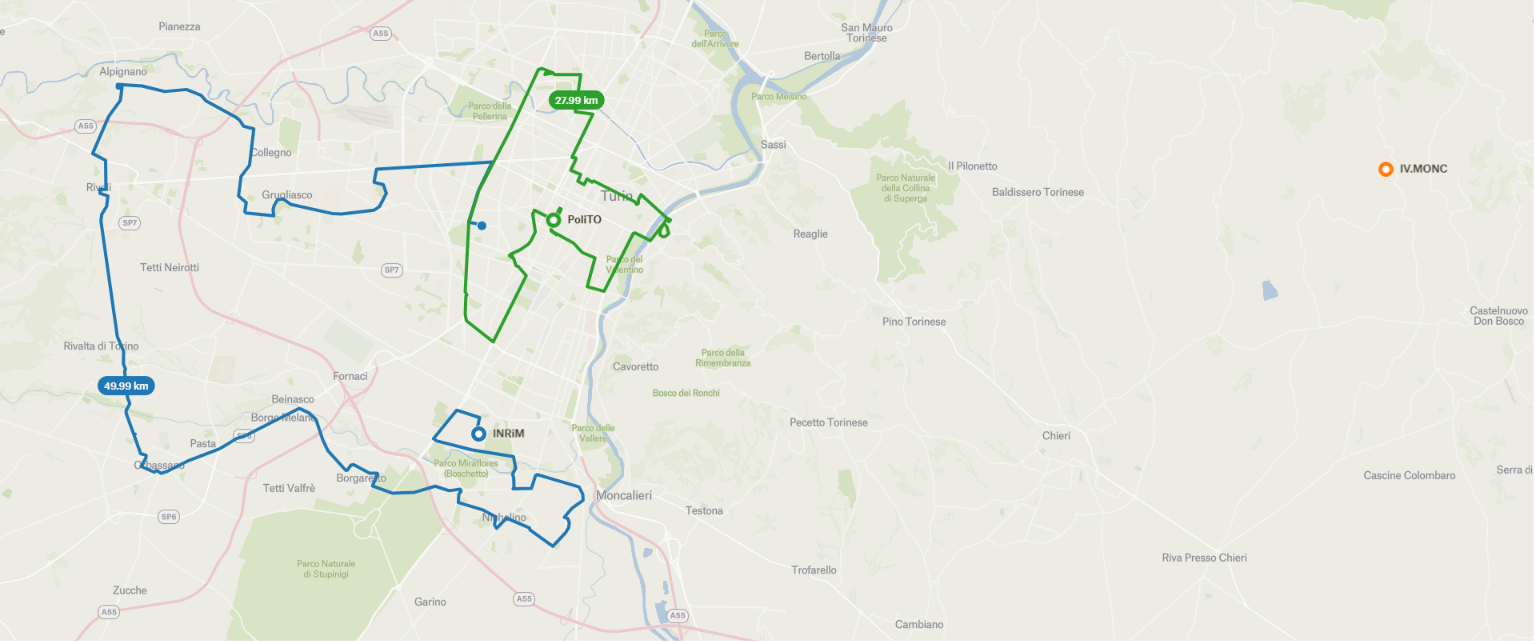 Pianezza
A55
Parco
dell'Arrivore
San Mauro
Torinese
Bertolla
Alpignano
27.99 km
Parco Meisino
Parco della
Pellerina
A55
Collegno
Sassi
Il Pilonetto
IV.MONC
Parco Naturale
della Collina
di Superga
Rivoli
Grugliasco
Turin
Baldissero Torinese
SP7
PoliTO
Reaglie
Tetti Neirotti
SP7
Parco del
Valentino
Castelnuovo
Don Bosco
Pino Torinese
Rivalta di Torino
Parco della
Rimembranza
Cavoretto
Fornaci
49.99 km
Bosco dei Ronchi
Beinasco
Borgo Melano
Pecetto Torinese
INRiM
Parco delle
Vallere
Chieri
Pasta
Orbassano
Parco Miraflores
(Boschetto)
Borgaretto
Cascine Colombaro
Serra di
Tetti Valfrè
Moncalieri
Testona
SP6
Nichelino
Riva Presso Chieri
Parco Naturale
di Stupinigi
Trofarello
Zucche
Garino
A55
A55
A55
Cambiano